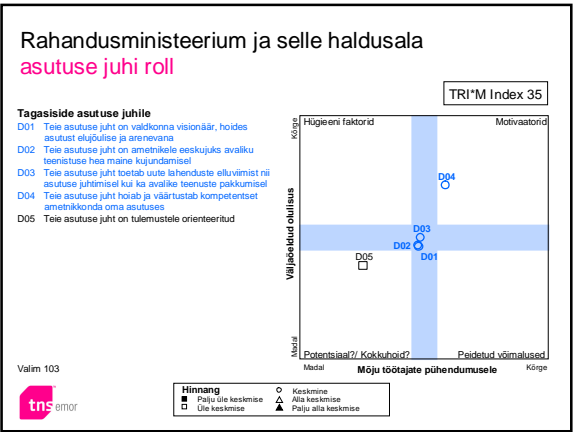 Rahandusministeerium ja selle haldusala
asutuse juhi roll
TRI*M Index 35
Tagasiside asutuse juhile
D01 Teie asutuse juht on valdkonna visionäär, hoides
asutust elujõulise ja arenevana
D02 Teie asutuse juht on ametnikele eeskujuks avaliku
teenistuse hea maine kujundamisel
D03 Teie asutuse juht toetab uute lahenduste elluviimist nii
asutuse juhtimisel kui ka avalike teenuste pakkumisel
D04 Teie asutuse juht hoiab ja väärtustab kompetentset
ametnikkonda oma asutuses
D05 Teie asutuse juht on tulemustele orienteeritud
Kõrge
Hügieeni faktorid
Motivaatorid
D04
D03
D02
D01
D05
Väljaöeldud olulisus
Madal
Potentsiaal?/ Kokkuhoid?
Peidetud võimalused
Madal
Mõju töötajate pühendumusele
Kõrge
Valim 103
Hinnang
Palju üle keskmise
Üle keskmise
Keskmine
Alla keskmise
Palju alla keskmise
tns emor